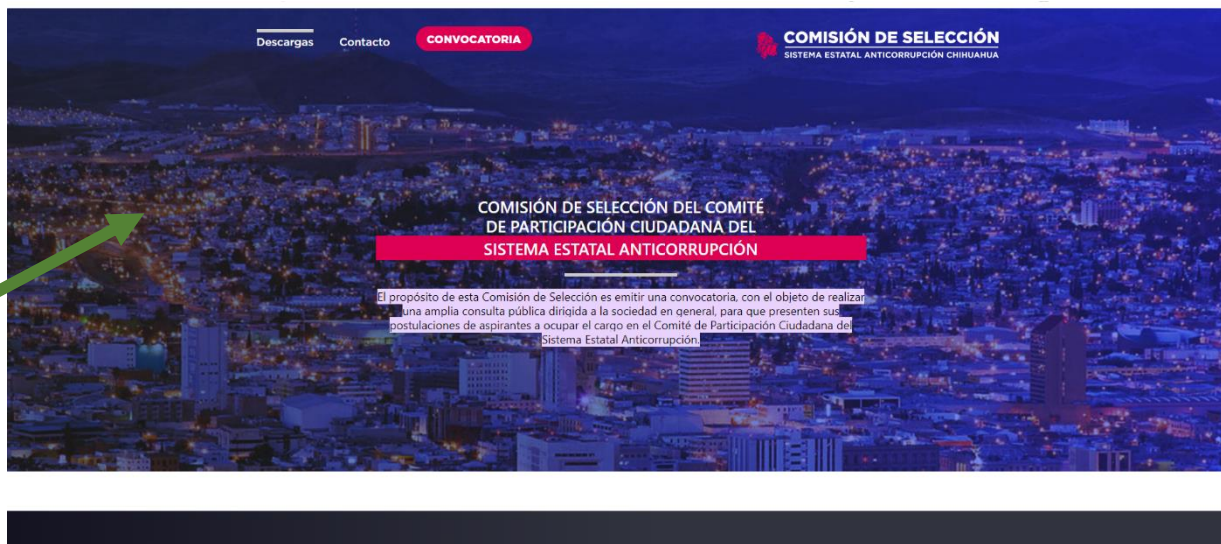 Descargas Contacto CONVOCATORIA
COMISIÓN DE SELECCIÓN
SISTEMA ESTATAL ANTICORRUPCIÓN CHIHUAHUA
COMISIÓN DE SELECCIÓN DEL COMITÉ
DE PARTICIPACIÓN CIUDADANA DEL
SISTEMA ESTATAL ANTICORRUPCIÓN
El propósito de esta Comisión de Selección es emitir una convocatoria, con el objeto de realizar
una amplia consulta pública dirigida a la sociedad en general, para que presenten sus
postulaciones de aspirantes a ocupar el cargo en el Comité de Participación Ciudadana del
Sistema Estatal Anticorrupción.